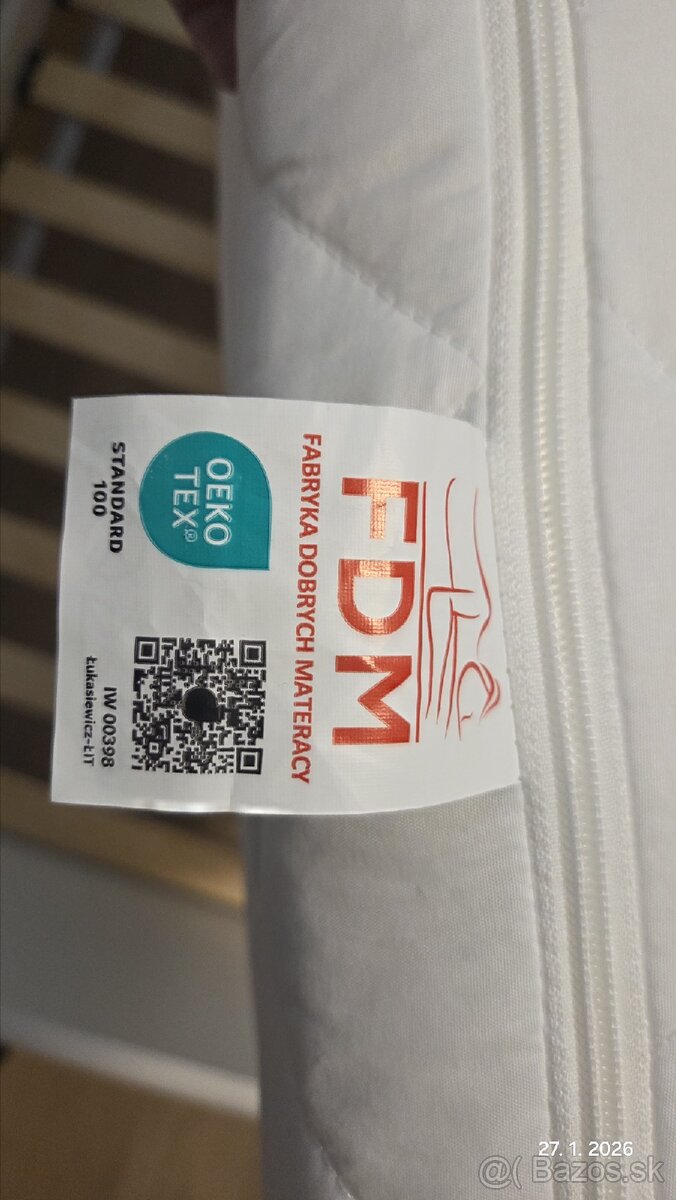 FDM
FABRYKA DOBRYCH MATERACY
OEKO
TEX®
STANDARD
100
IW 00398
Łukasiewicz-ŁIT
27. 1. 2026
@( Bazos.sk